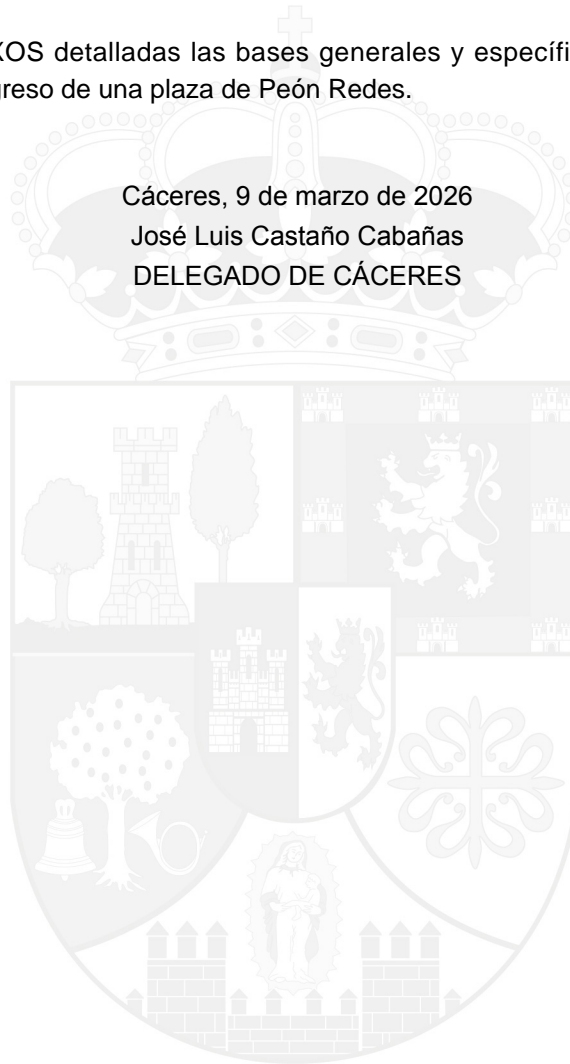 XOS detalladas las bases generales y específi
greso de una plaza de Peón Redes.
Cáceres, 9 de marzo de 2026
José Luis Castaño Cabañas
DELEGADO DE CÁCERES